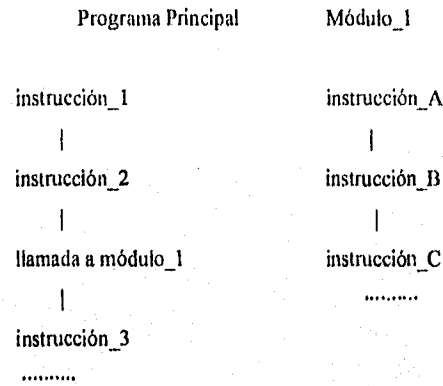 Programa Principal Módulo_1
instrucción_1 instrucción_A
instrucción_2 instrucción_B
llamada a módulo_1 instrucción_C
..........
instrucción_3
..........